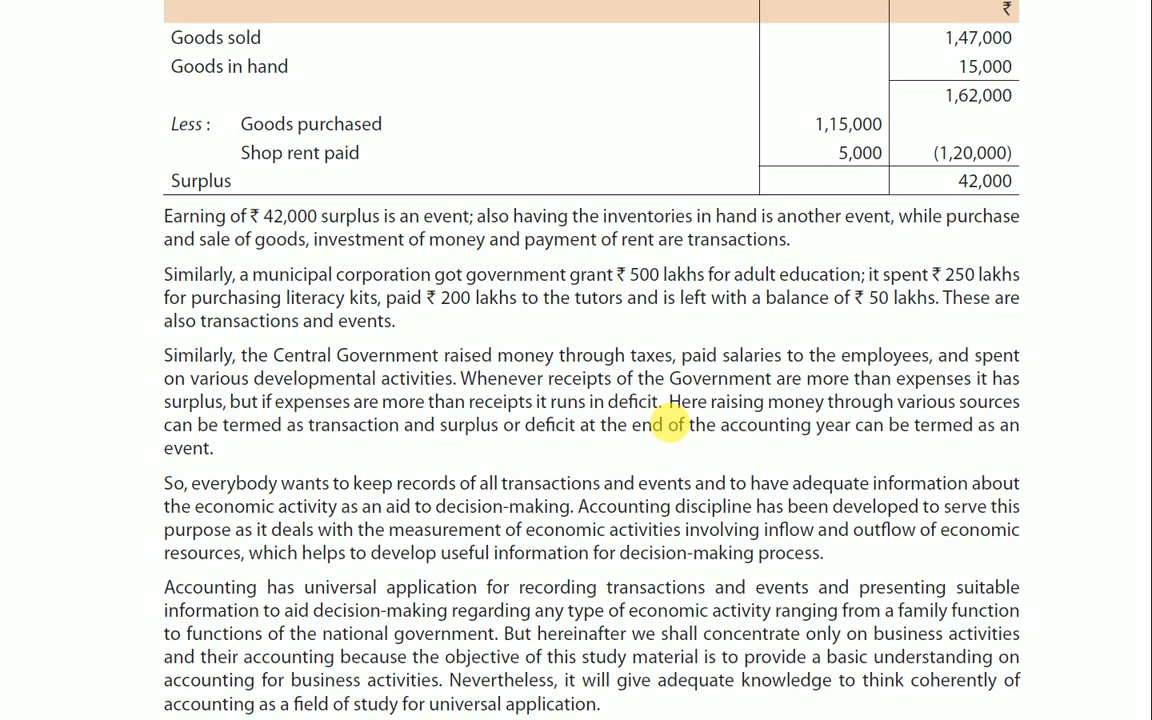 ₹
Goods sold 1,47,000
Goods in hand 15,000
1,62,000
Less : Goods purchased 1,15,000
Shop rent paid 5,000 (1,20,000)
Surplus 42,000
Earning of ₹ 42,000 surplus is an event; also having the inventories in hand is another event, while purchase
and sale of goods, investment of money and payment of rent are transactions.
Similarly, a municipal corporation got government grant ₹ 500 lakhs for adult education; it spent ₹ 250 lakhs
for purchasing literacy kits, paid ₹ 200 lakhs to the tutors and is left with a balance of ₹ 50 lakhs. These are
also transactions and events.
Similarly, the Central Government raised money through taxes, paid salaries to the employees, and spent
on various developmental activities. Whenever receipts of the Government are more than expenses it has
surplus, but if expenses are more than receipts it runs in deficit. Here raising money through various sources
can be termed as transaction and surplus or deficit at the end of the accounting year can be termed as an
event.
So, everybody wants to keep records of all transactions and events and to have adequate information about
the economic activity as an aid to decision-making. Accounting discipline has been developed to serve this
purpose as it deals with the measurement of economic activities involving inflow and outflow of economic
resources, which helps to develop useful information for decision-making process.
Accounting has universal application for recording transactions and events and presenting suitable
information to aid decision-making regarding any type of economic activity ranging from a family function
to functions of the national government. But hereinafter we shall concentrate only on business activities
and their accounting because the objective of this study material is to provide a basic understanding on
accounting for business activities. Nevertheless, it will give adequate knowledge to think coherently of
accounting as a field of study for universal application.